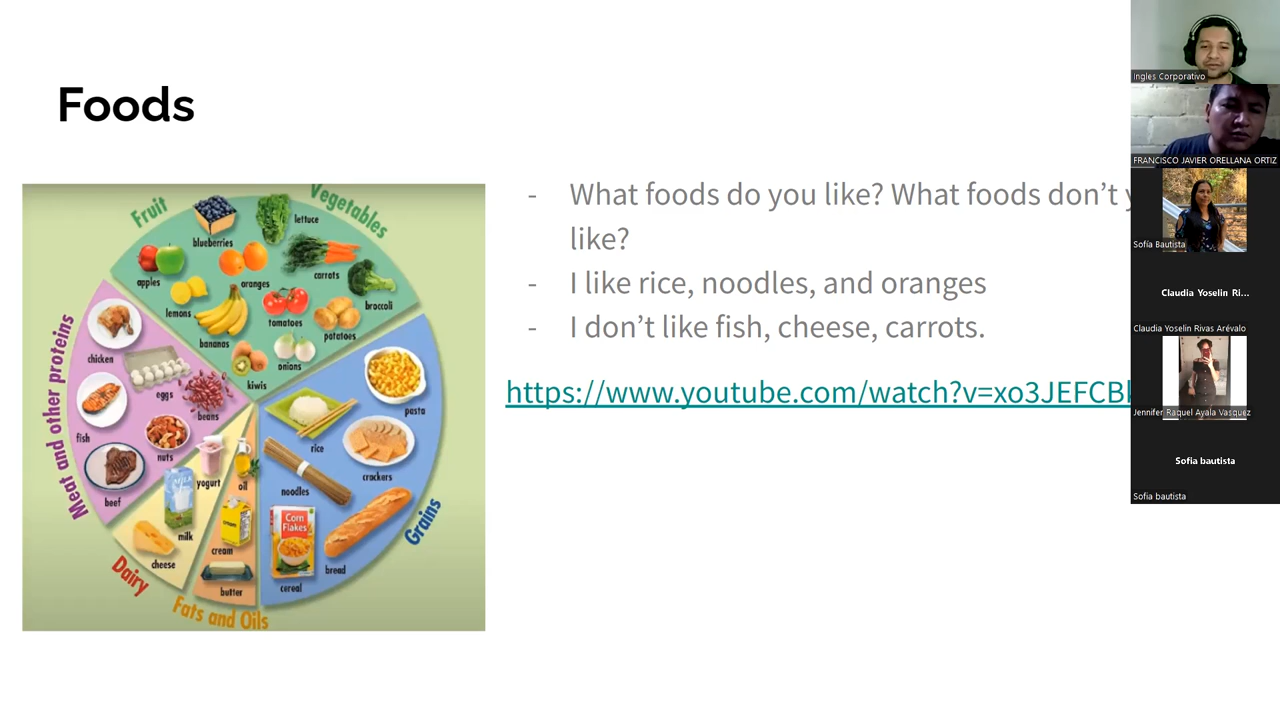 Foods
- What foods do you like? What foods don't
like?
- I like rice, noodles, and oranges
- I don't like fish, cheese, carrots.
https://www.youtube.com/watch?v=xo3JEFCB
Fruit
Vegetables
blueberries
lettuce
apples
oranges
carrots
lemons
broccoli
bananas
tomatoes
potatoes
kiwis
onions
Meat and other proteins
chicken
eggs
beans
fish
nuts
beef
Dairy
yogurt
MILK
milk
cheese
Fats and Oils
oil
cream
cream
butter
Grains
pasta
rice
crackers
noodles
Corn
Flakes
bread
cereal
Ingles Corporativo
FRANCISCO JAVIER ORELLANA ORTIZ
Sofía Bautista
Claudia Yoselin Ri...
Claudia Yoselin Rivas Arévalo
Jennifer Raquel Ayala Vasquez
Sofia bautista
Sofia bautista